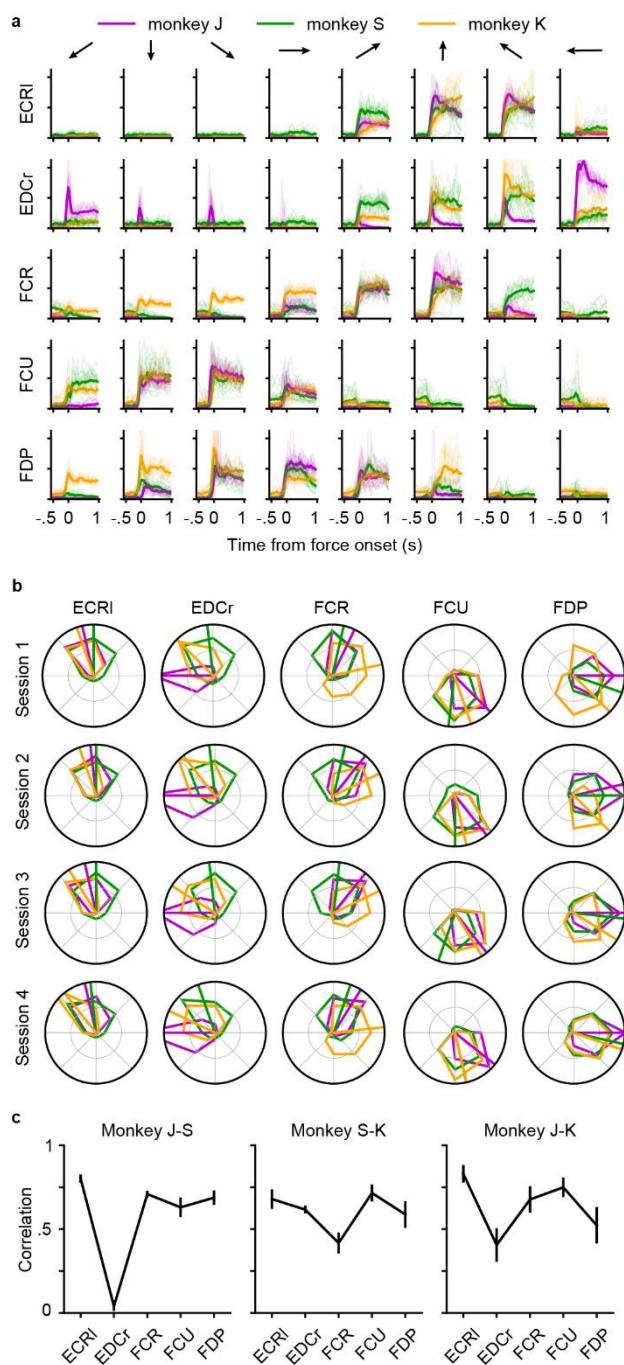 a
monkey J monkey S monkey K
ECRl
EDCr
FCR
FCU
FDP
-.5 0 1 -.5 0 1 -.5 0 1 -.5 0 1 -.5 0 1 -.5 0 1 -.5 0 1 -.5 0 1
Time from force onset (s)
b
ECRl EDCr FCR FCU FDP
Session 1
Session 2
Session 3
Session 4
c
Monkey J-S Monkey S-K Monkey J-K
Correlation
1
.5
0
ECRl EDCr FCR FCU FDP ECRl EDCr FCR FCU FDP ECRl EDCr FCR FCU FDP